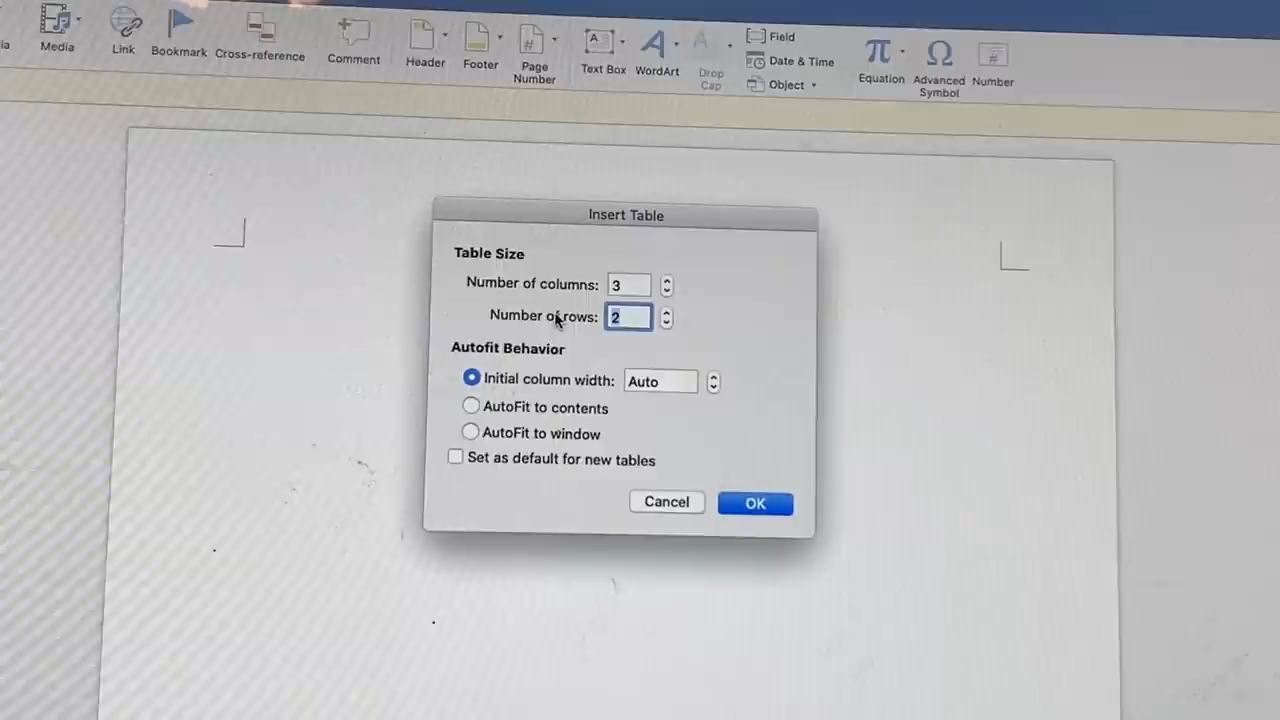 Media
Link
Bookmark
Cross-reference
Comment
Header
Footer
#
Page
Number
A
Text Box
A
WordArt
A
Drop
Cap
Field
Date & Time
Object
π
Equation
Ω
Advanced
Symbol
#
Number
Insert Table
Table Size
Number of columns: 3
Number of rows: 2
Autofit Behavior
Initial column width: Auto
AutoFit to contents
AutoFit to window
Set as default for new tables
Cancel
OK